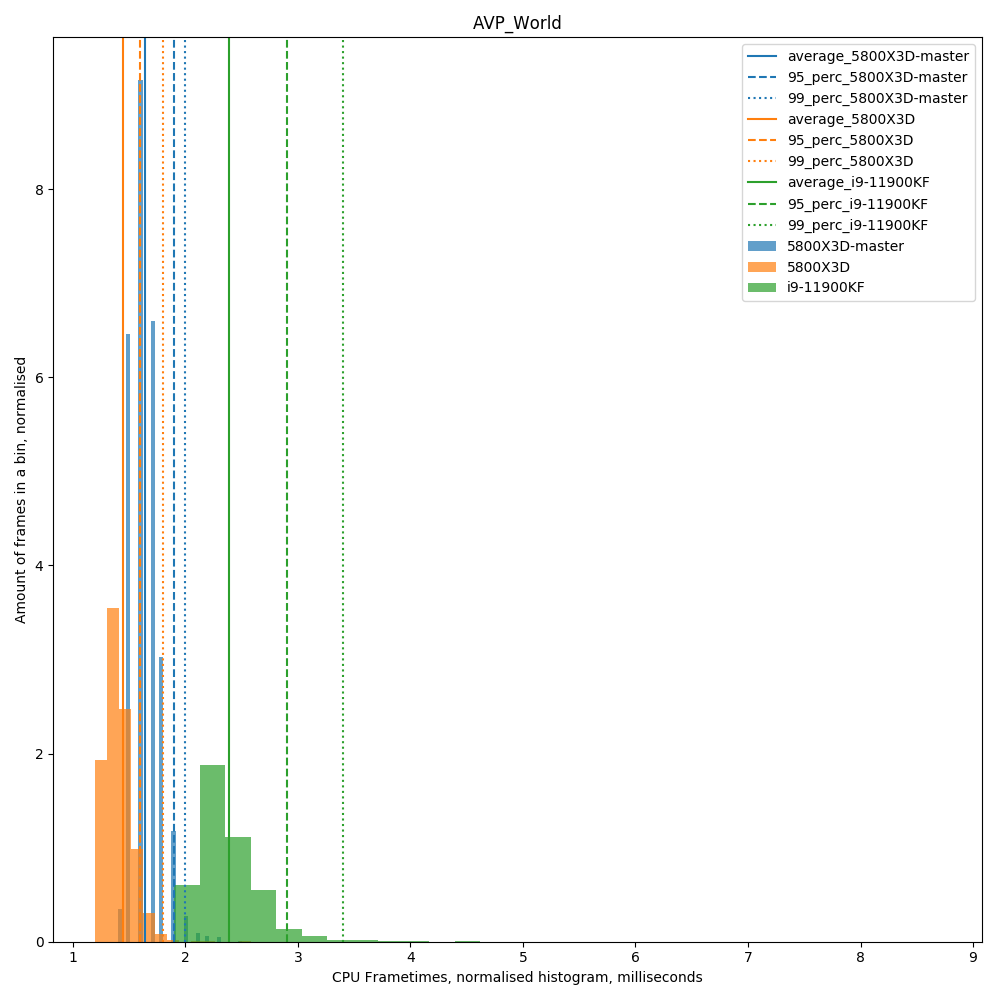 AVP_World
average_5800X3D-master
95_perc_5800X3D-master
99_perc_5800X3D-master
average_5800X3D
95_perc_5800X3D
99_perc_5800X3D
average_i9-11900KF
95_perc_i9-11900KF
99_perc_i9-11900KF
5800X3D-master
5800X3D
i9-11900KF
Amount of frames in a bin, normalised
8
6
4
2
0
1 2 3 4 5 6 7 8 9
CPU Frametimes, normalised histogram, milliseconds